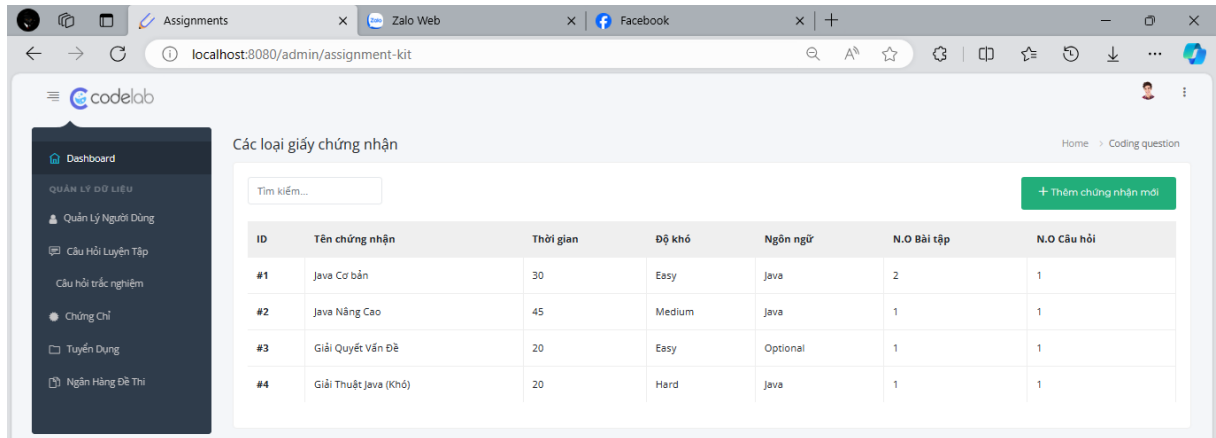 Assignments
Zalo Web
Facebook
localhost:8080/admin/assignment-kit
codelab
Các loại giấy chứng nhận
Home > Coding question
Dashboard
QUẢN LÝ DỮ LIỆU
Quản Lý Người Dùng
Câu Hỏi Luyện Tập
Câu hỏi trắc nghiệm
Chứng Chỉ
Tuyển Dụng
Ngân Hàng Đề Thi
Tìm kiếm...
+ Thêm chứng nhận mới
ID Tên chứng nhận Thời gian Độ khó Ngôn ngữ N.O Bài tập N.O Câu hỏi
#1 Java Cơ bản 30 Easy Java 2 1
#2 Java Nâng Cao 45 Medium Java 1 1
#3 Giải Quyết Vấn Đề 20 Easy Optional 1 1
#4 Giải Thuật Java (Khó) 20 Hard Java 1 1